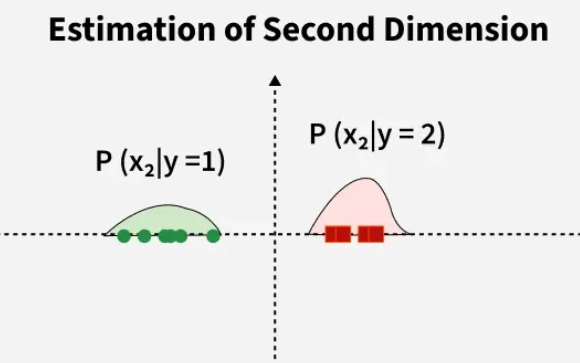 Estimation of Second Dimension
P (x₂|y = 2)
P (x₂|y =1)